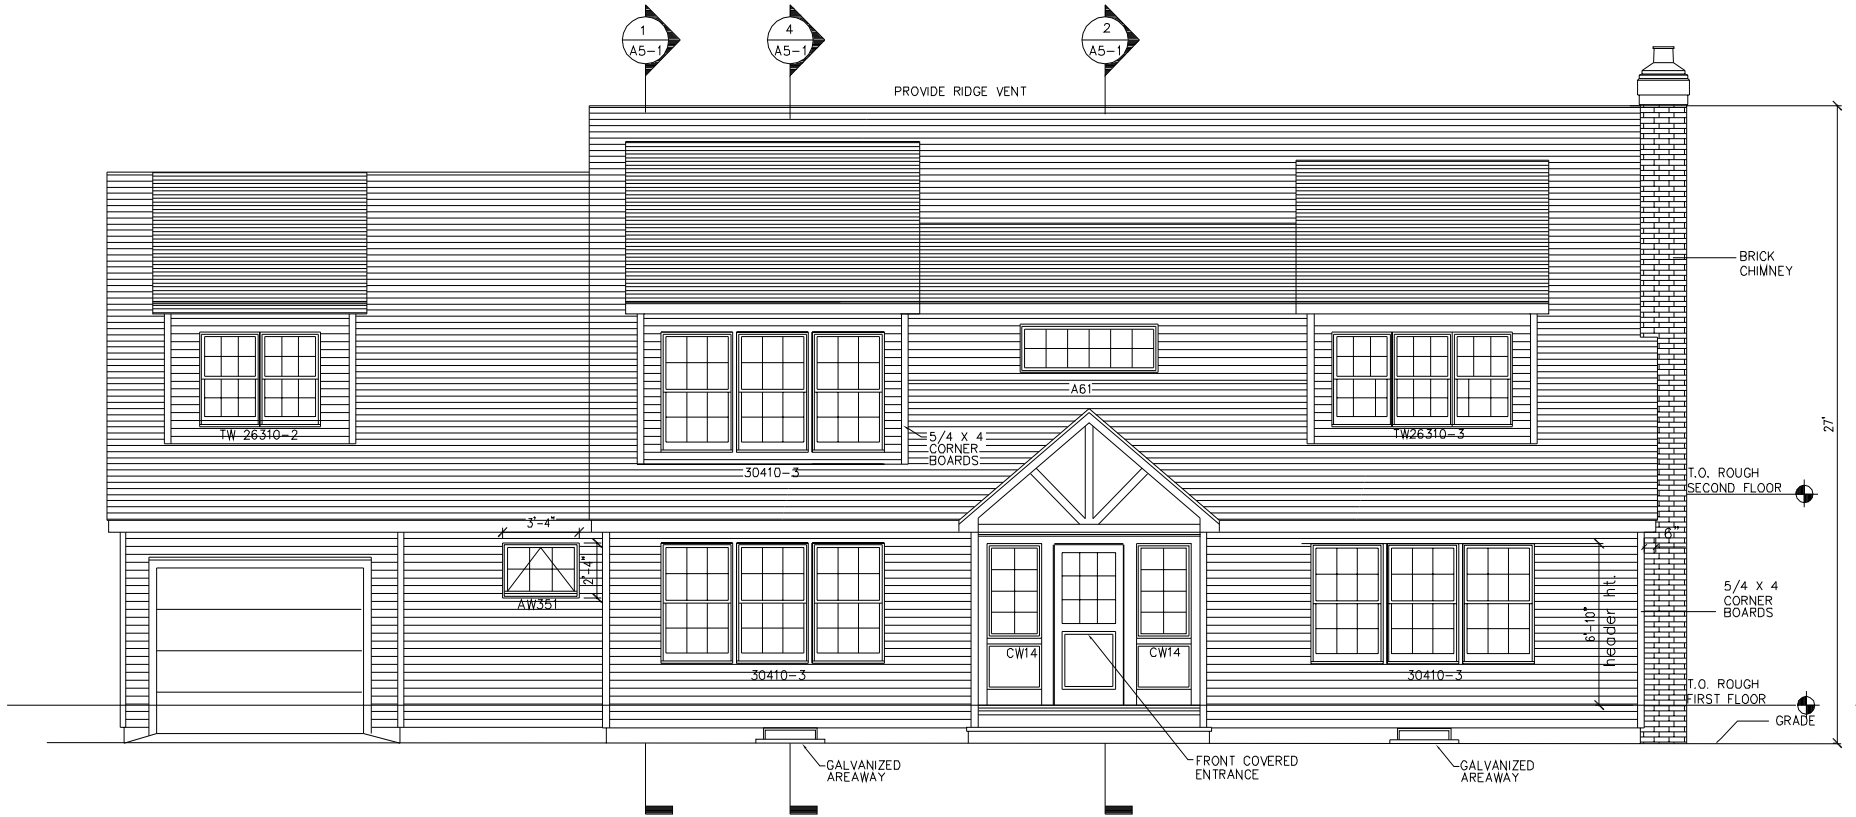 1
A5-1
4
A5-1
2
A5-1
PROVIDE RIDGE VENT
BRICK
CHIMNEY
27'
A61
TW 26310-2
TW26310-3
5/4 X 4
CORNER
BOARDS
30410-3
T.O. ROUGH
SECOND FLOOR
3'-4"
2'-4"
6"
AW351
6'-10"
header ht.
5/4 X 4
CORNER
BOARDS
CW14
CW14
30410-3
30410-3
T.O. ROUGH
FIRST FLOOR
GRADE
GALVANIZED
AREAWAY
FRONT COVERED
ENTRANCE
GALVANIZED
AREAWAY